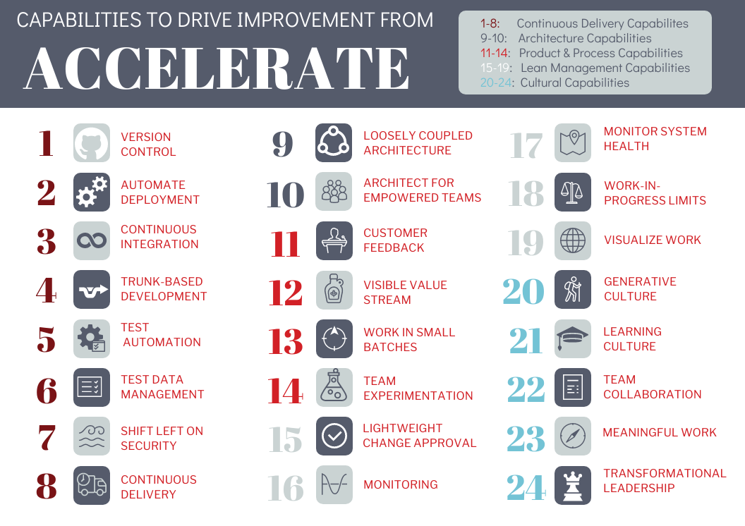 CAPABILITIES TO DRIVE IMPROVEMENT FROM
ACCELERATE
1-8: Continuous Delivery Capabilites
9-10: Architecture Capabilities
11-14: Product & Process Capabilities
15-19: Lean Management Capabilities
20-24: Cultural Capabilities
1 VERSION
CONTROL
2 AUTOMATE
DEPLOYMENT
3 CONTINUOUS
INTEGRATION
4 TRUNK-BASED
DEVELOPMENT
5 TEST
AUTOMATION
6 TEST DATA
MANAGEMENT
7 SHIFT LEFT ON
SECURITY
8 CONTINUOUS
DELIVERY
9 LOOSELY COUPLED
ARCHITECTURE
10 ARCHITECT FOR
EMPOWERED TEAMS
11 CUSTOMER
FEEDBACK
12 VISIBLE VALUE
STREAM
13 WORK IN SMALL
BATCHES
14 TEAM
EXPERIMENTATION
15 LIGHTWEIGHT
CHANGE APPROVAL
16 MONITORING
17 MONITOR SYSTEM
HEALTH
18 WORK-IN-
PROGRESS LIMITS
19 VISUALIZE WORK
20 GENERATIVE
CULTURE
21 LEARNING
CULTURE
22 TEAM
COLLABORATION
23 MEANINGFUL WORK
24 TRANSFORMATIONAL
LEADERSHIP